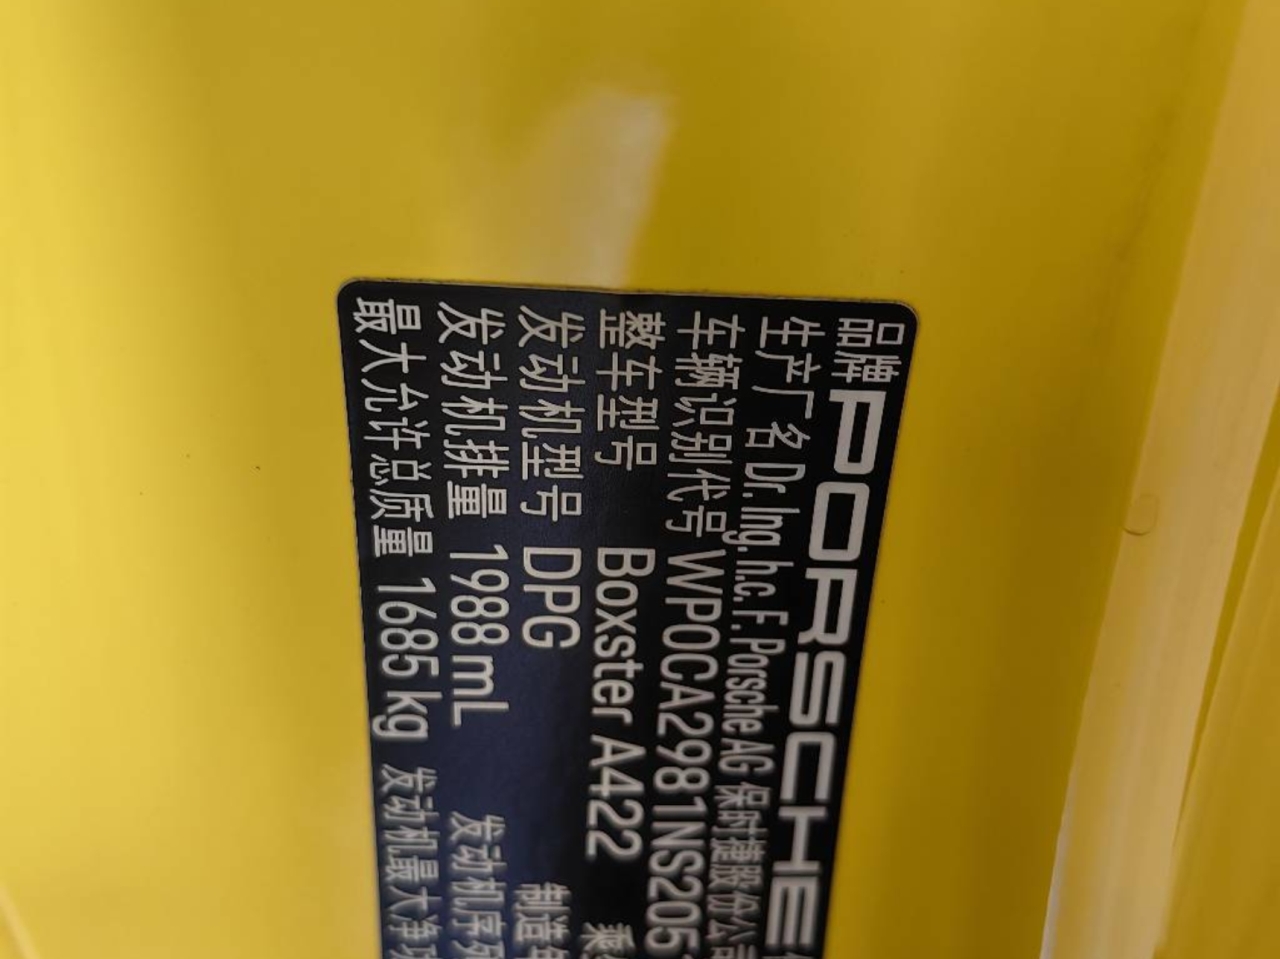 品牌 PORSCHE
生产厂名 Dr. Ing. h.c. F. Porsche AG 保时捷股份公司
车辆识别代号 WP0CA2981NS205
整车型号 Boxster A422 乘
发动机型号 DPG 制造年
发动机排量 1988 mL 发动机序列
最大允许总质量 1685 kg 发动机最大净功